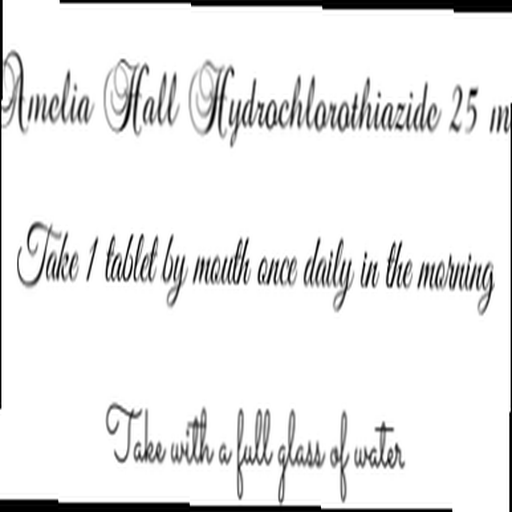 Amelia Hall Hydrochlorothiazide 25 m
Take 1 tablet by mouth once daily in the morning
Take with a full glass of water